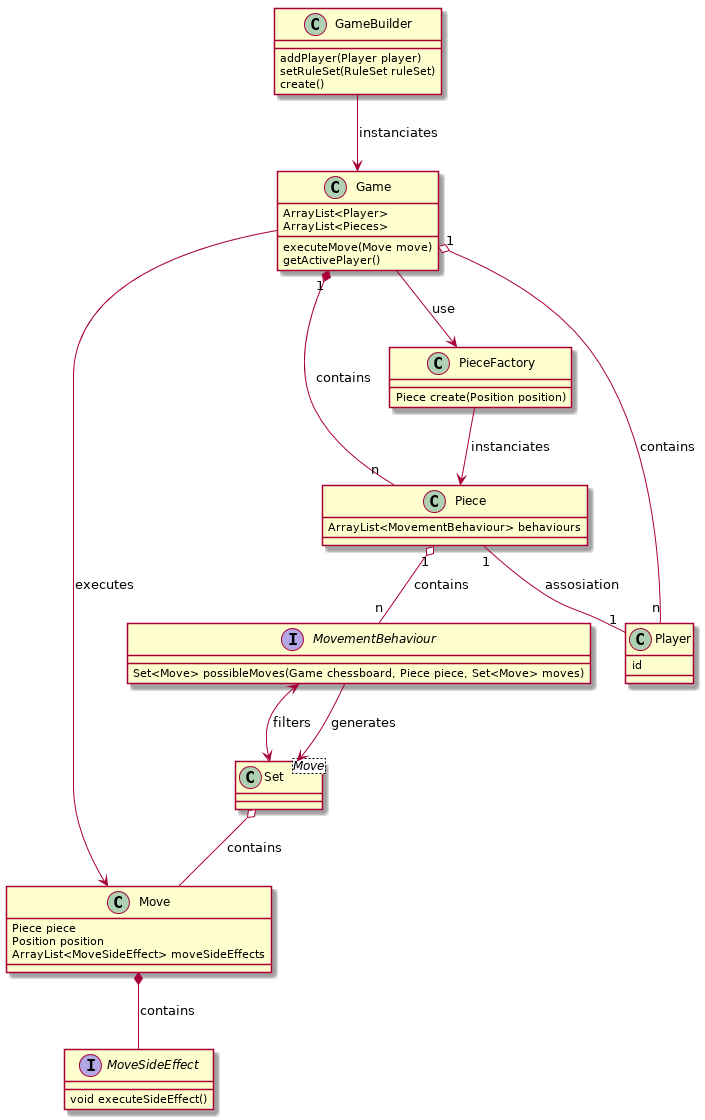 C GameBuilder
addPlayer(Player player)
setRuleSet(RuleSet ruleSet)
create()
instanciates
C Game
ArrayList<Player>
ArrayList<Pieces>
executeMove(Move move)
getActivePlayer()
1
1
use
C PieceFactory
Piece create(Position position)
contains
contains
instanciates
n
C Piece
ArrayList<MovementBehaviour> behaviours
1
1
executes
contains
assosiation
n
1
n
I MovementBehaviour
Set<Move> possibleMoves(Game chessboard, Piece piece, Set<Move> moves)
C Player
id
filters
generates
C Set
Move
contains
C Move
Piece piece
Position position
ArrayList<MoveSideEffect> moveSideEffects
contains
I MoveSideEffect
void executeSideEffect()